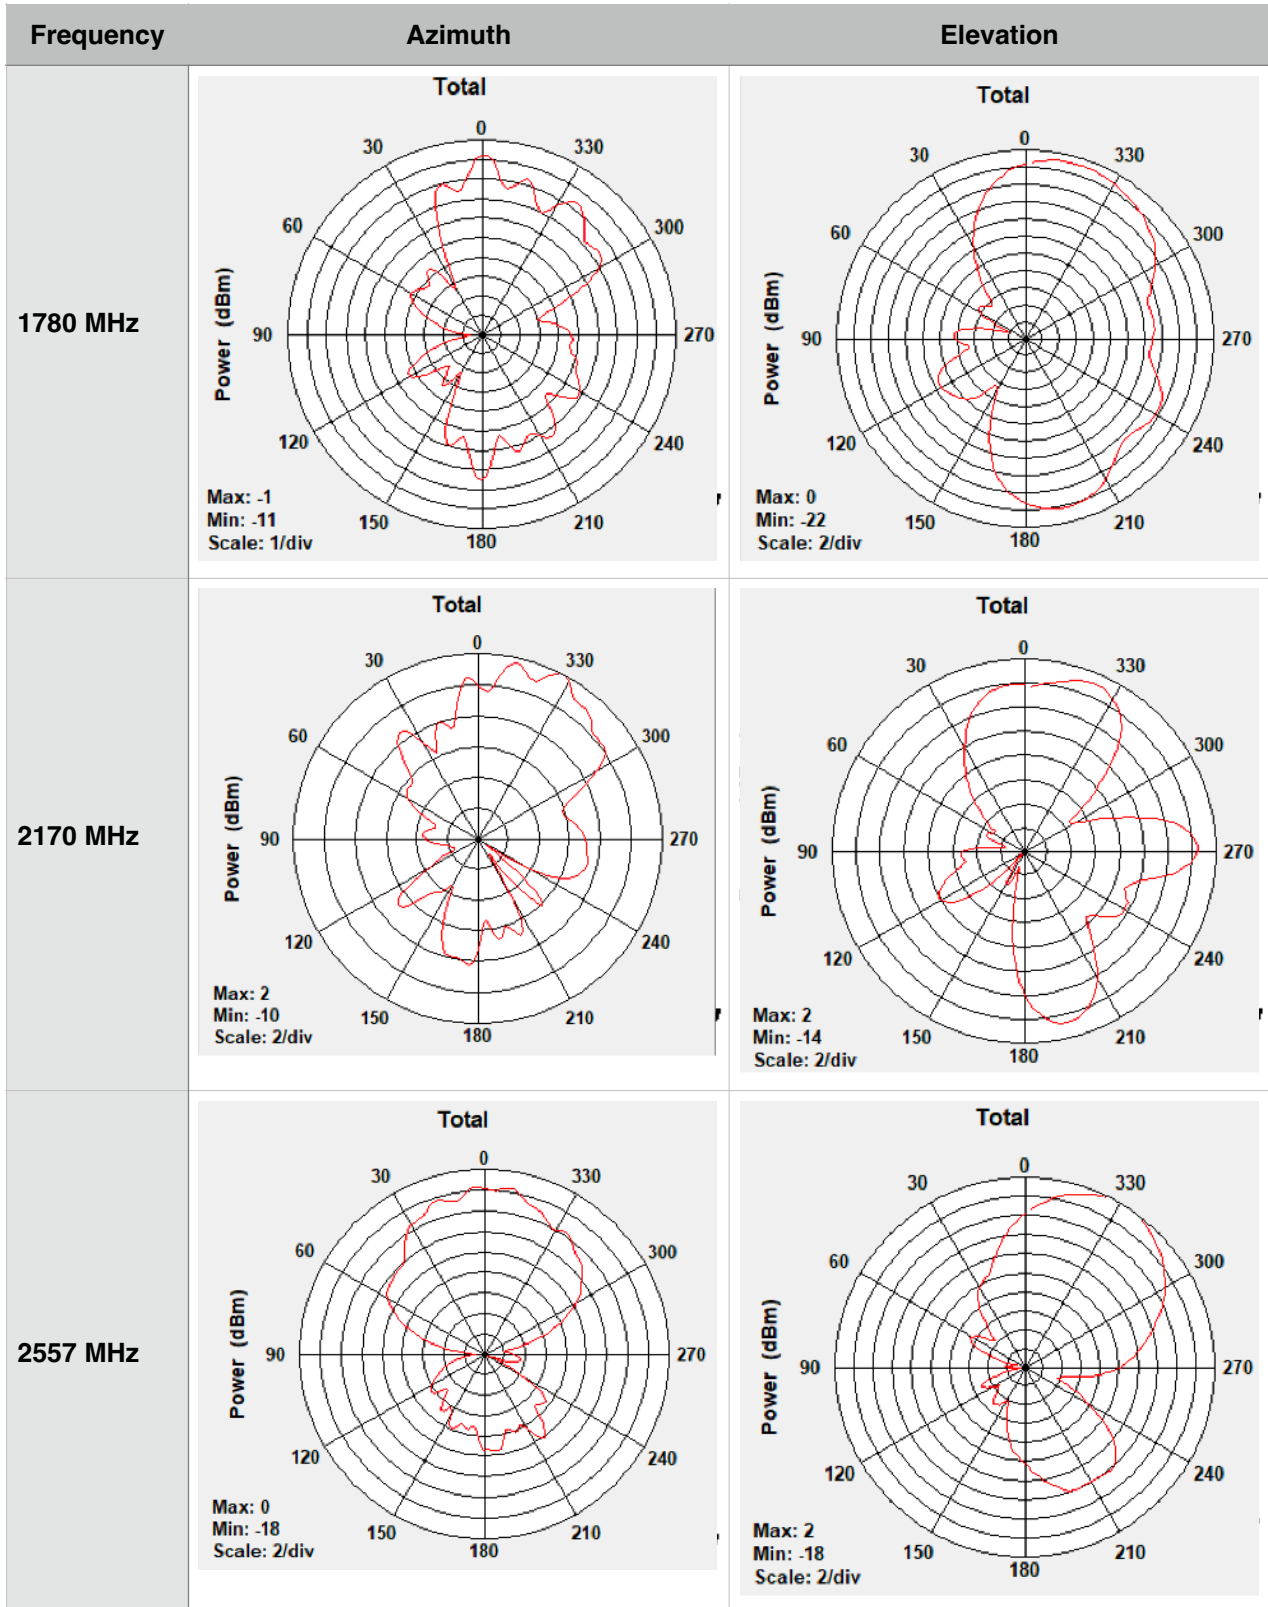 Frequency Azimuth Elevation
1780 MHz
Total
0
30 330
60 300
90 270
120 240
150 210
180
Power (dBm)
Max: -1
Min: -11
Scale: 1/div
Total
0
30 330
60 300
90 270
120 240
150 210
180
Power (dBm)
Max: 0
Min: -22
Scale: 2/div
2170 MHz
Total
0
30 330
60 300
90 270
120 240
150 210
180
Power (dBm)
Max: 2
Min: -10
Scale: 2/div
Total
0
30 330
60 300
90 270
120 240
150 210
180
Power (dBm)
Max: 2
Min: -14
Scale: 2/div
2557 MHz
Total
0
30 330
60 300
90 270
120 240
150 210
180
Power (dBm)
Max: 0
Min: -18
Scale: 2/div
Total
0
30 330
60 300
90 270
120 240
150 210
180
Power (dBm)
Max: 2
Min: -18
Scale: 2/div